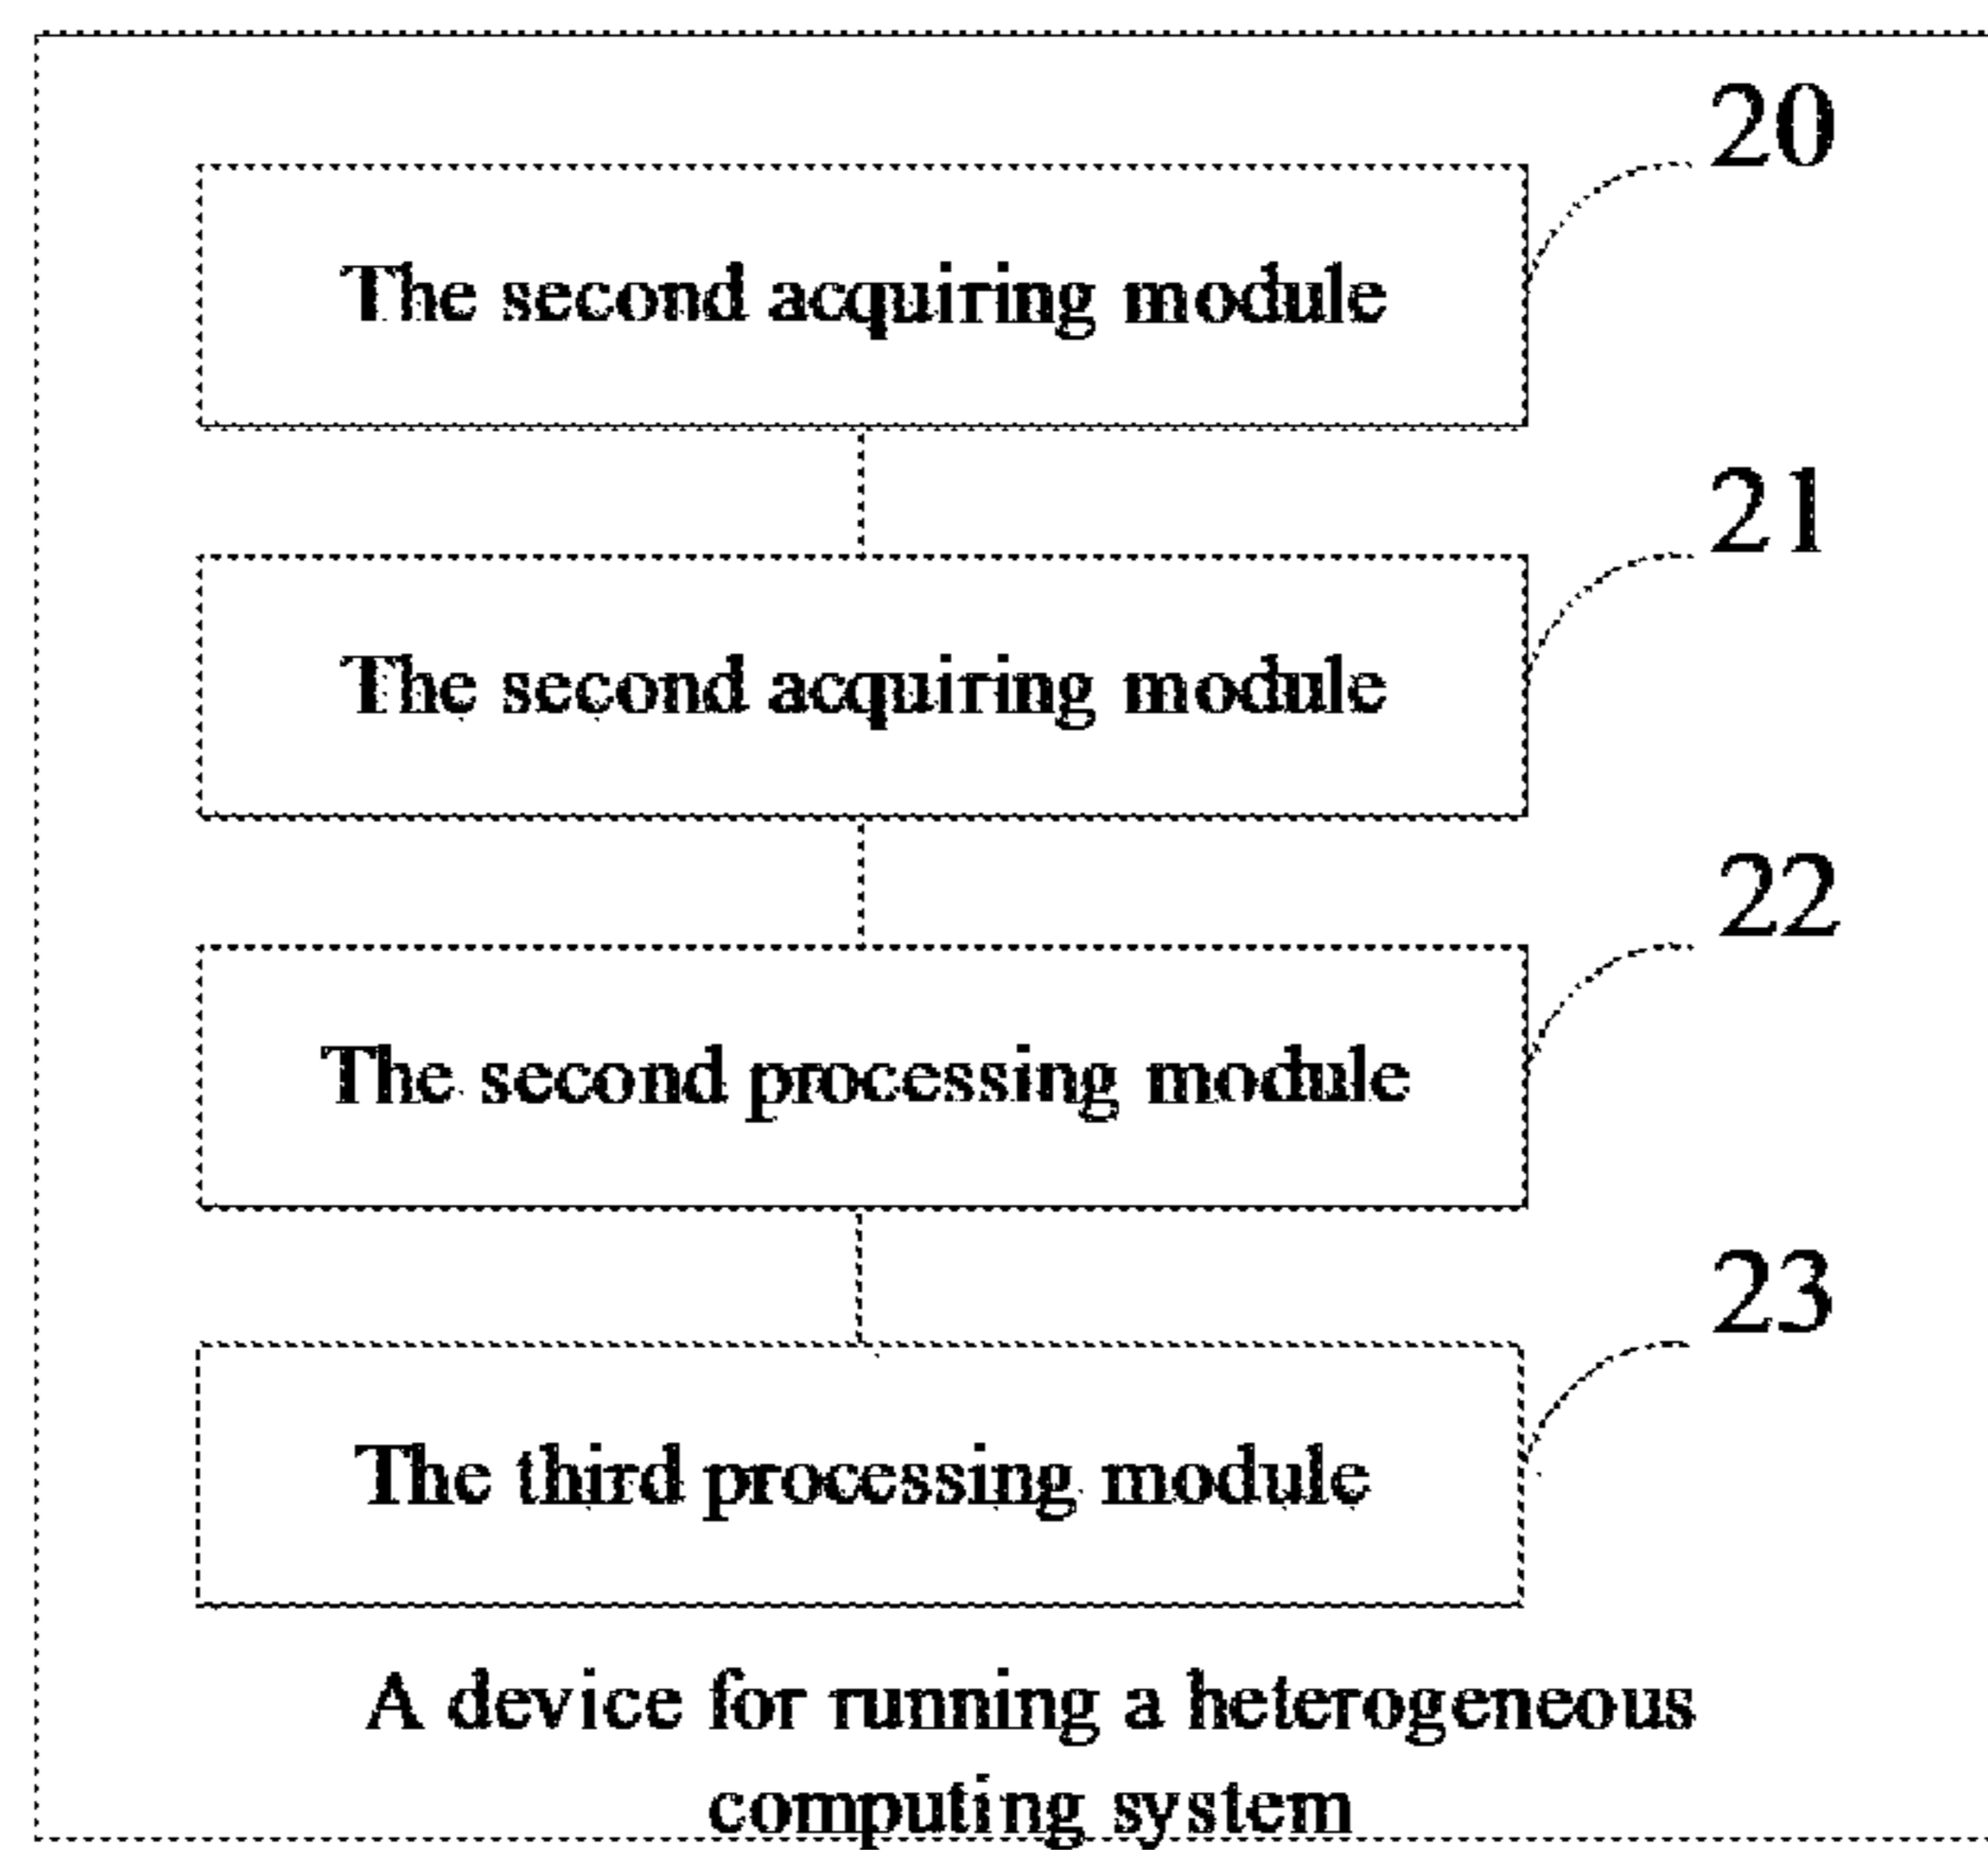 20
The second acquiring module
21
The second acquiring module
22
The second processing module
23
The third processing module
A device for running a heterogeneous
computing system